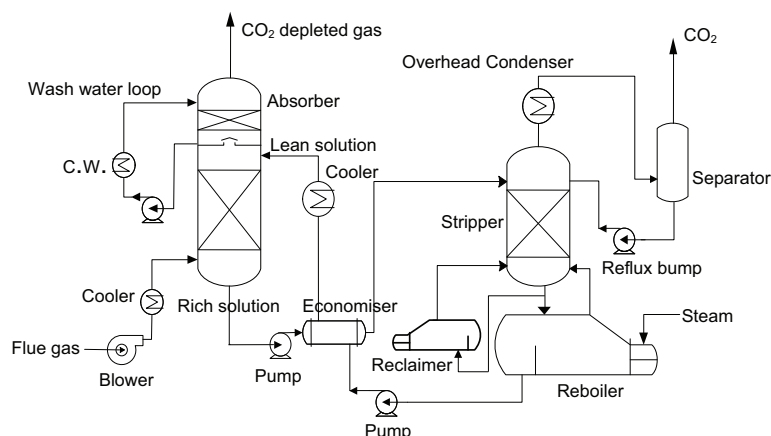 CO₂ depleted gas
CO₂
Overhead Condenser
Wash water loop
Absorber
Lean solution
C.W.
Cooler
Separator
Stripper
Reflux bump
Cooler
Rich solution
Economiser
Steam
Flue gas
Reclaimer
Blower
Pump
Reboiler
Pump